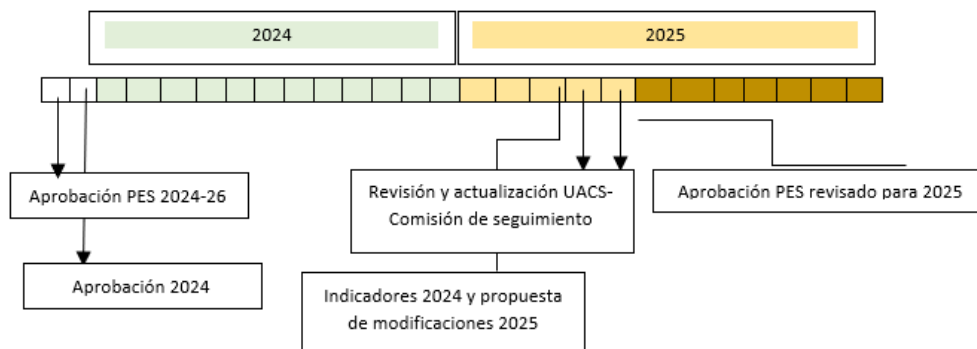 2024
2025
Aprobación PES 2024-26
Revisión y actualización UACS-
Comisión de seguimiento
Aprobación PES revisado para 2025
Aprobación 2024
Indicadores 2024 y propuesta
de modificaciones 2025